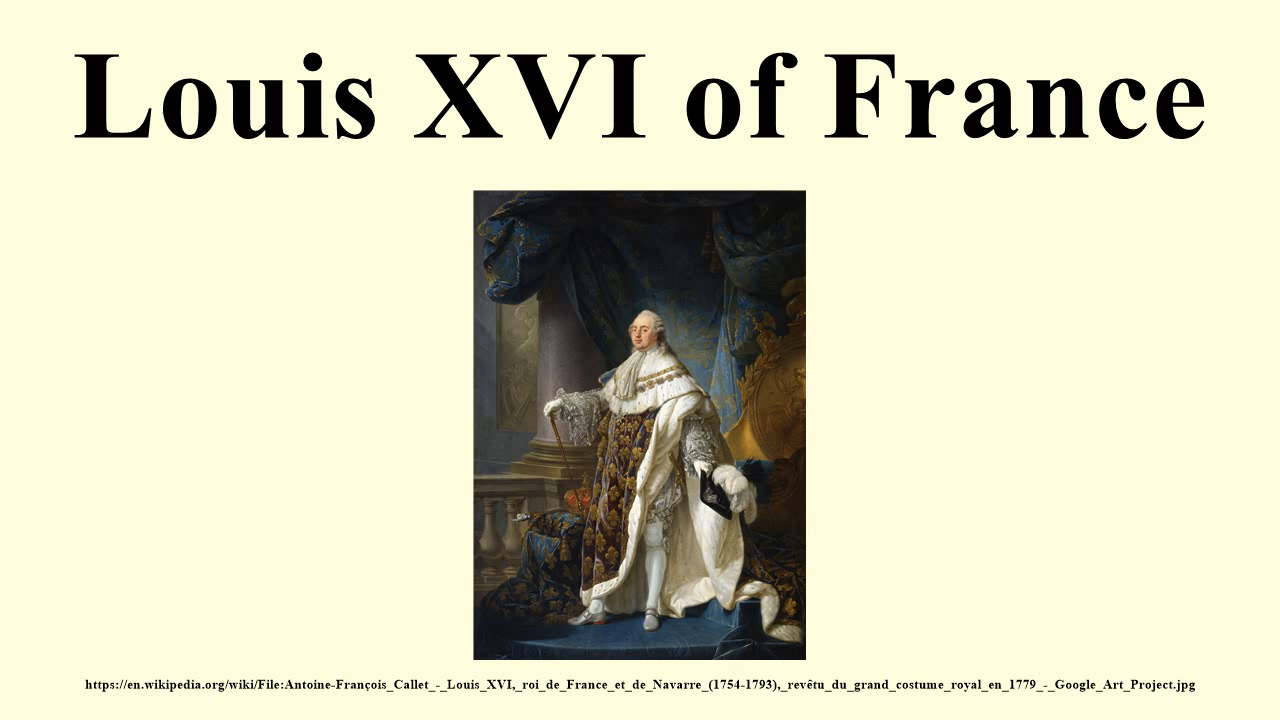 Louis XVI of France
https://en.wikipedia.org/wiki/File:Antoine-François_Callet_-_Louis_XVI,_roi_de_France_et_de_Navarre_(1754-1793),_revêtu_du_grand_costume_royal_en_1779_-_Google_Art_Project.jpg